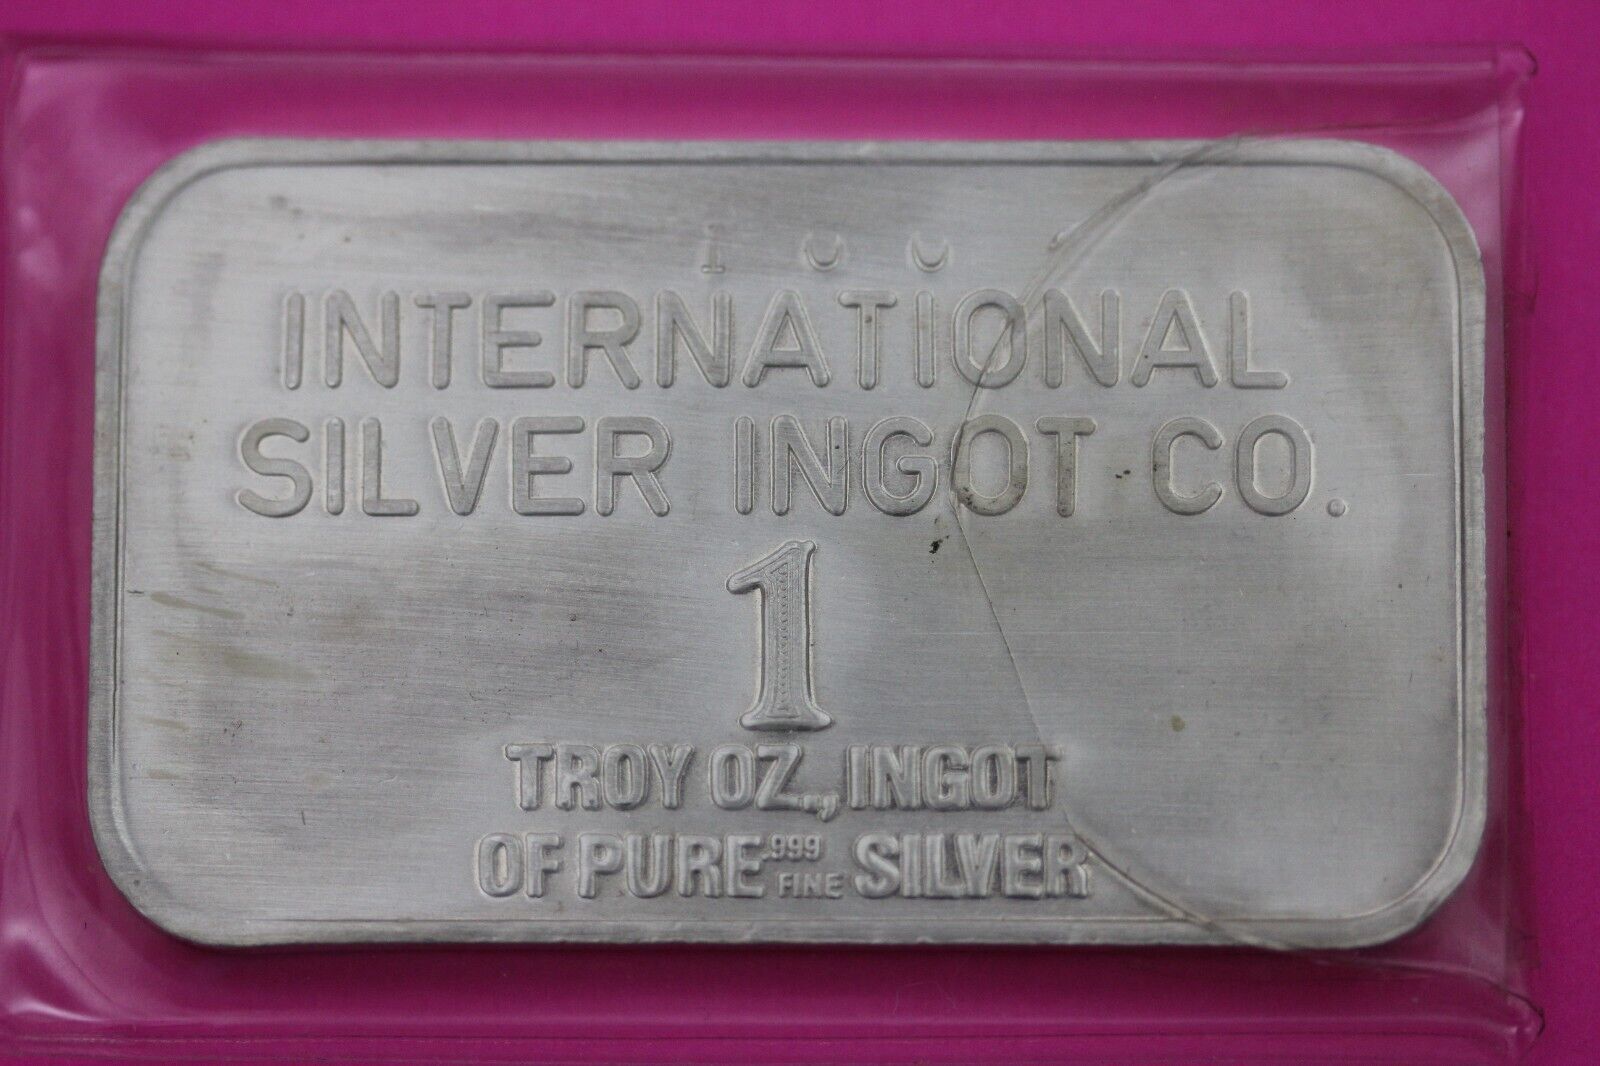 INTERNATIONAL
SILVER INGOT CO.
1
TROY OZ., INGOT
OF PURE .999 FINE SILVER